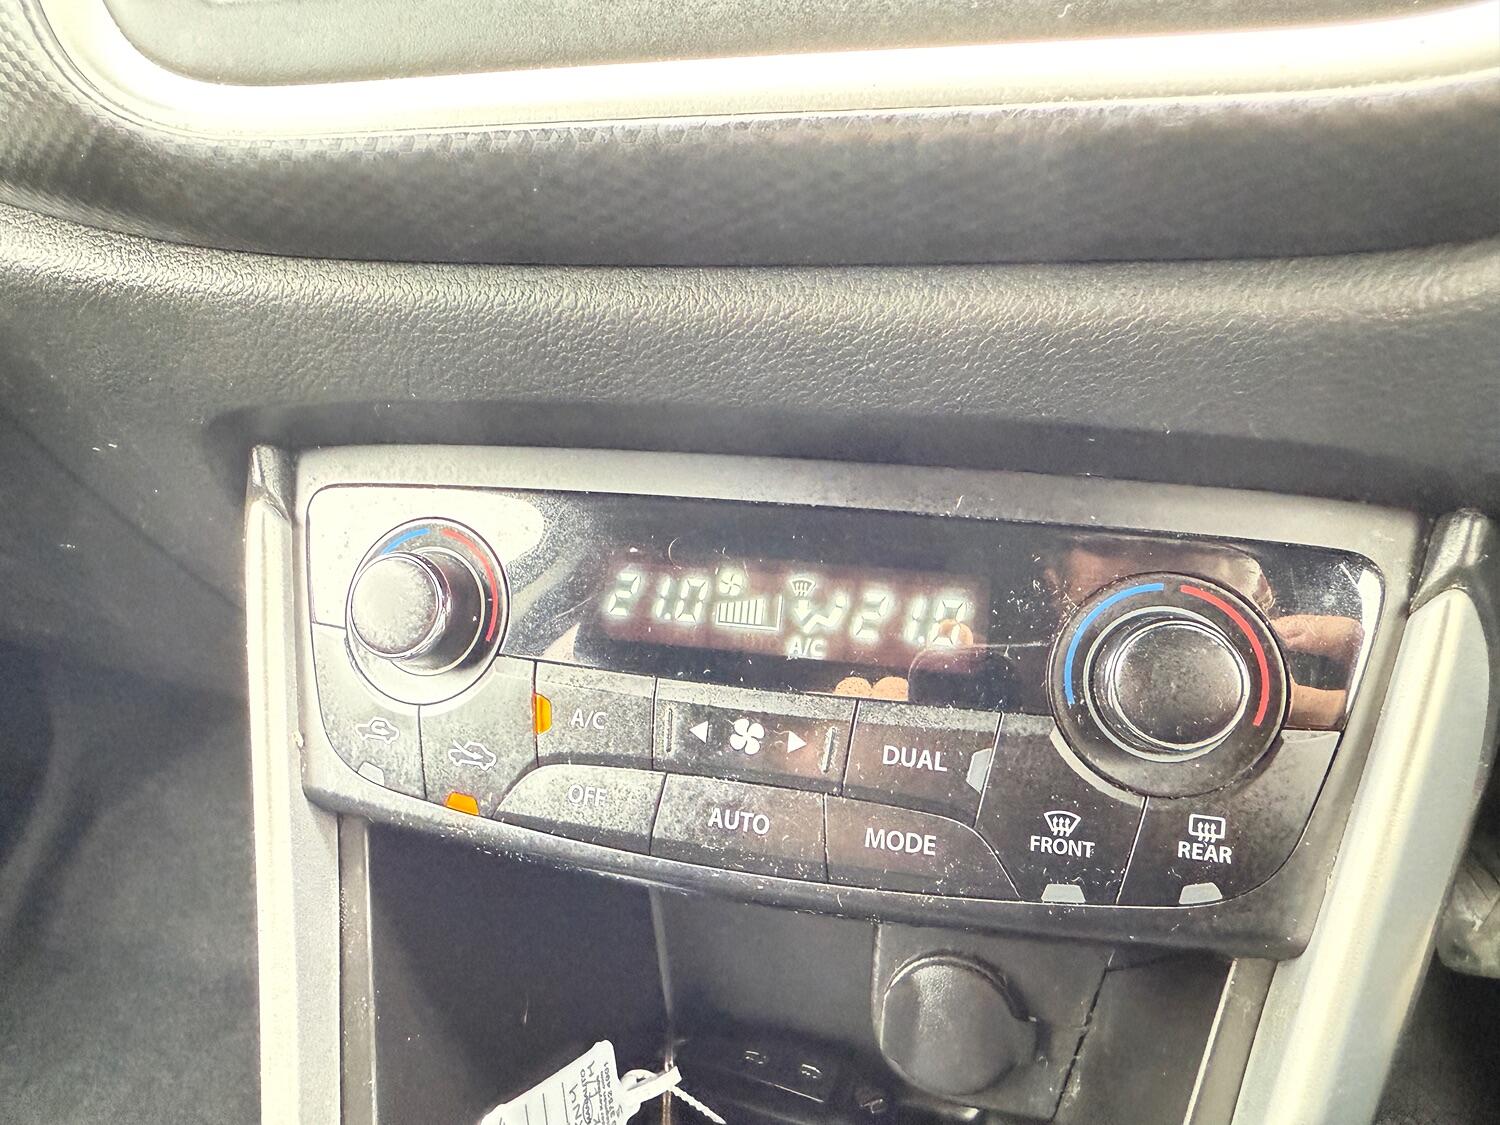 21.0 21.0
A/C
A/C
DUAL
OFF
AUTO
MODE
FRONT
REAR